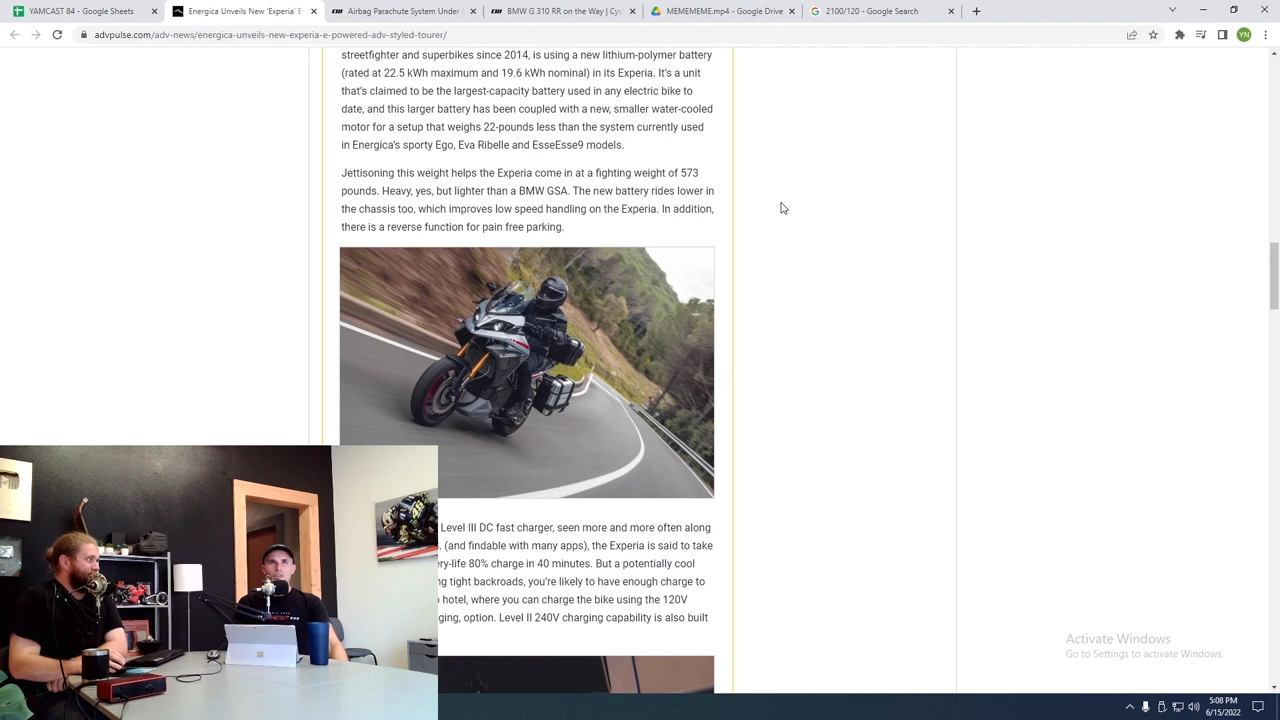 YAMCAST 84 - Google Sheets
Energica Unveils New 'Experia' E
Airbag Parachute System Under
BMW G 310 RR on the Way | Cyc
MEMEMEME.mp4 - Google Drive
2100/120 - Google Search
advpulse.com/adv-news/energica-unveils-new-experia-e-powered-adv-styled-tourer/
YN
streetfighter and superbikes since 2014, is using a new lithium-polymer battery
(rated at 22.5 kWh maximum and 19.6 kWh nominal) in its Experia. It's a unit
that's claimed to be the largest-capacity battery used in any electric bike to
date, and this larger battery has been coupled with a new, smaller water-cooled
motor for a setup that weighs 22-pounds less than the system currently used
in Energica's sporty Ego, Eva Ribelle and EsseEsse9 models.
Jettisoning this weight helps the Experia come in at a fighting weight of 573
pounds. Heavy, yes, but lighter than a BMW GSA. The new battery rides lower in
the chassis too, which improves low speed handling on the Experia. In addition,
there is a reverse function for pain free parking.
Level III DC fast charger, seen more and more often along
(and findable with many apps), the Experia is said to take
ery-life 80% charge in 40 minutes. But a potentially cool
ng tight backroads, you're likely to have enough charge to
hotel, where you can charge the bike using the 120V
ging, option. Level II 240V charging capability is also built
Activate Windows
Go to Settings to activate Windows.
5:08 PM
6/15/2022